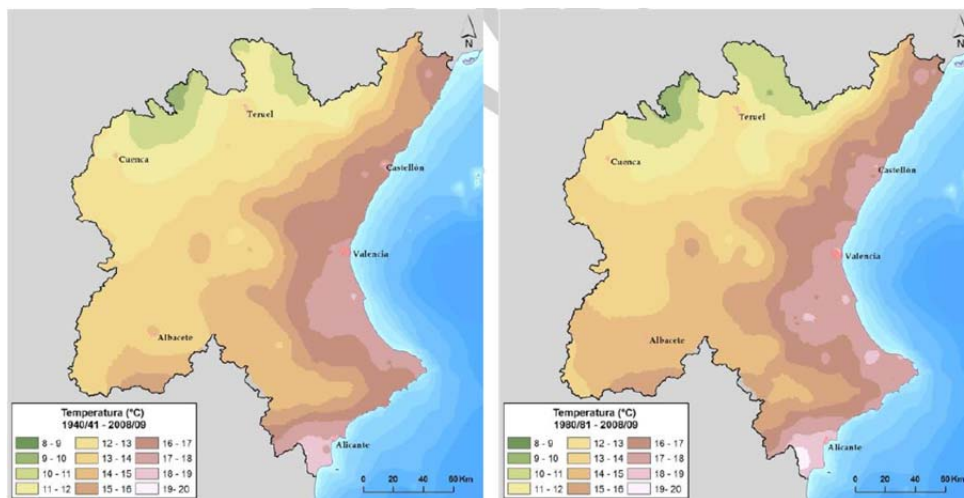 N
Teruel
Cuenca
Castellón
Valencia
Albacete
Alicante
Temperatura (°C)
1940/41 - 2008/09
8 - 9
12 - 13
16 - 17
9 - 10
13 - 14
17 - 18
10 - 11
14 - 15
18 - 19
11 - 12
15 - 16
19 - 20
0 20 40 60 Km
N
Teruel
Cuenca
Castellón
Valencia
Albacete
Alicante
Temperatura (°C)
1980/81 - 2008/09
8 - 9
12 - 13
16 - 17
9 - 10
13 - 14
17 - 18
10 - 11
14 - 15
18 - 19
11 - 12
15 - 16
19 - 20
0 20 40 60 Km